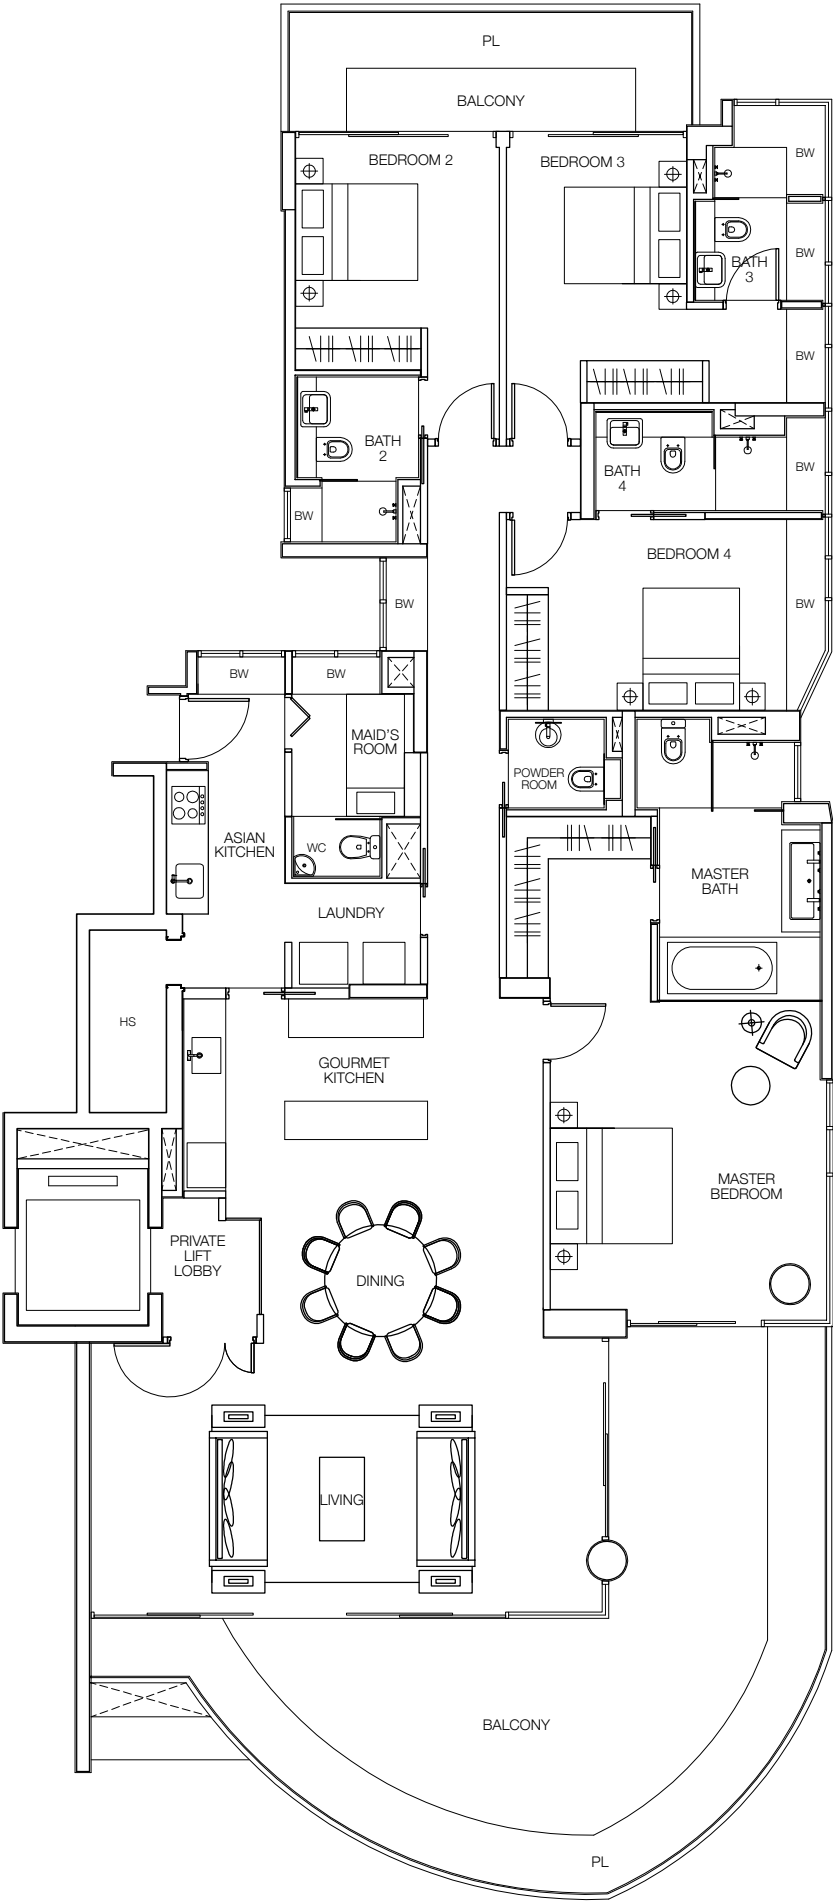 PL
BALCONY
BEDROOM 2
BEDROOM 3
BW
BW
BATH
3
BW
BATH
2
BATH
4
BW
BW
BEDROOM 4
BW
BW
BW
BW
MAID'S
ROOM
POWDER
ROOM
ASIAN
KITCHEN
WC
MASTER
BATH
LAUNDRY
HS
GOURMET
KITCHEN
MASTER
BEDROOM
PRIVATE
LIFT
LOBBY
DINING
LIVING
BALCONY
PL